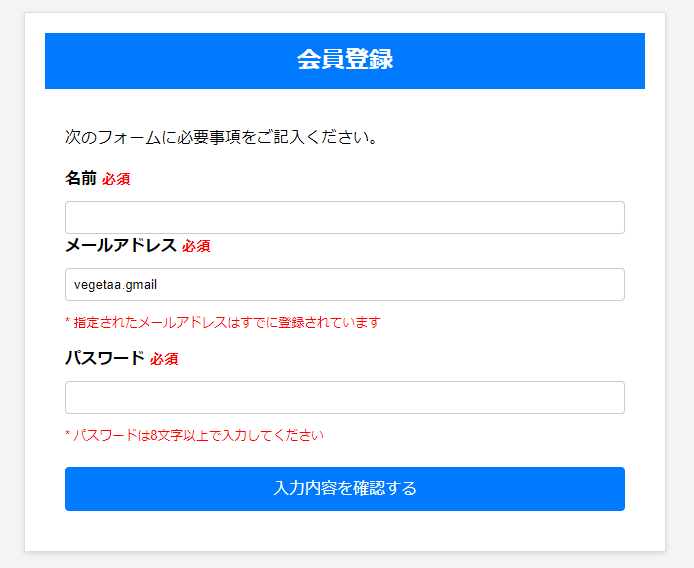 会員登録
次のフォームに必要事項をご記入ください。
名前 必須
メールアドレス 必須
vegetaa.gmail
* 指定されたメールアドレスはすでに登録されています
パスワード 必須
* パスワードは8文字以上で入力してください
入力内容を確認する